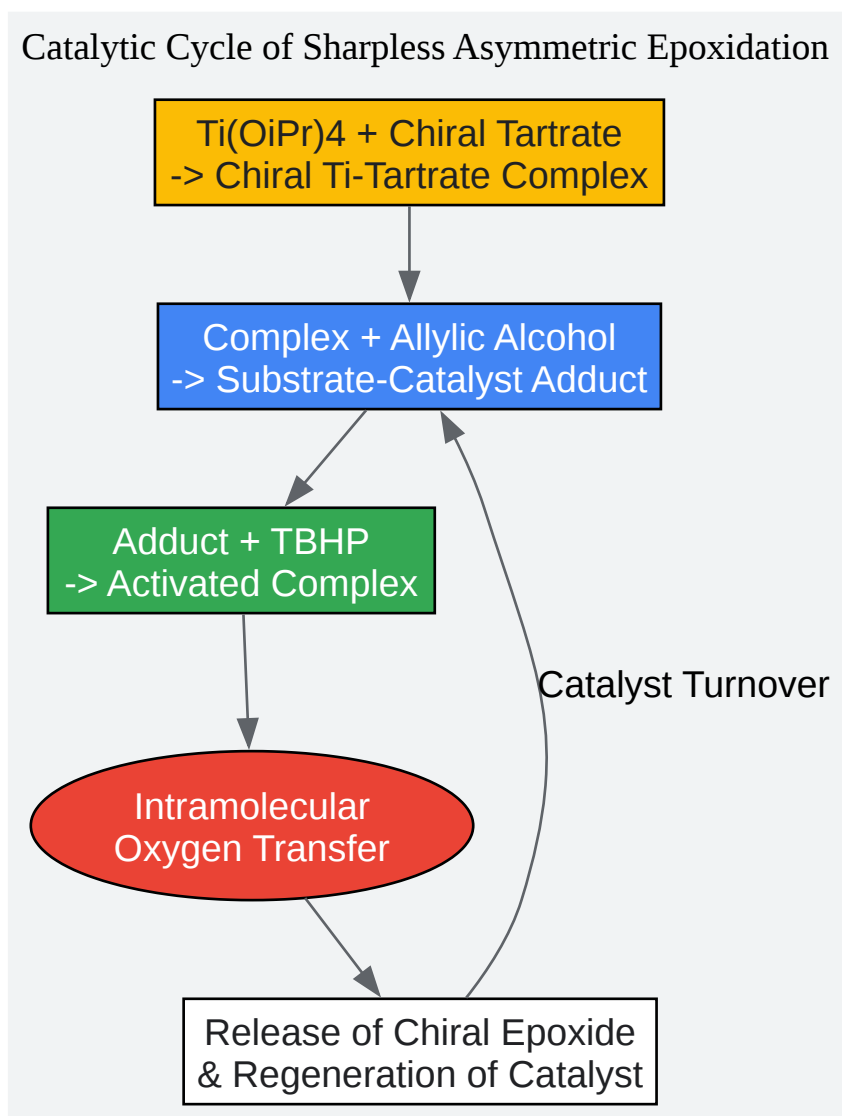 Catalytic Cycle of Sharpless Asymmetric Epoxidation
Ti(OiPr)4 + Chiral Tartrate
-> Chiral Ti-Tartrate Complex
Complex + Allylic Alcohol
-> Substrate-Catalyst Adduct
Adduct + TBHP
-> Activated Complex
Catalyst Turnover
Intramolecular
Oxygen Transfer
Release of Chiral Epoxide
& Regeneration of Catalyst